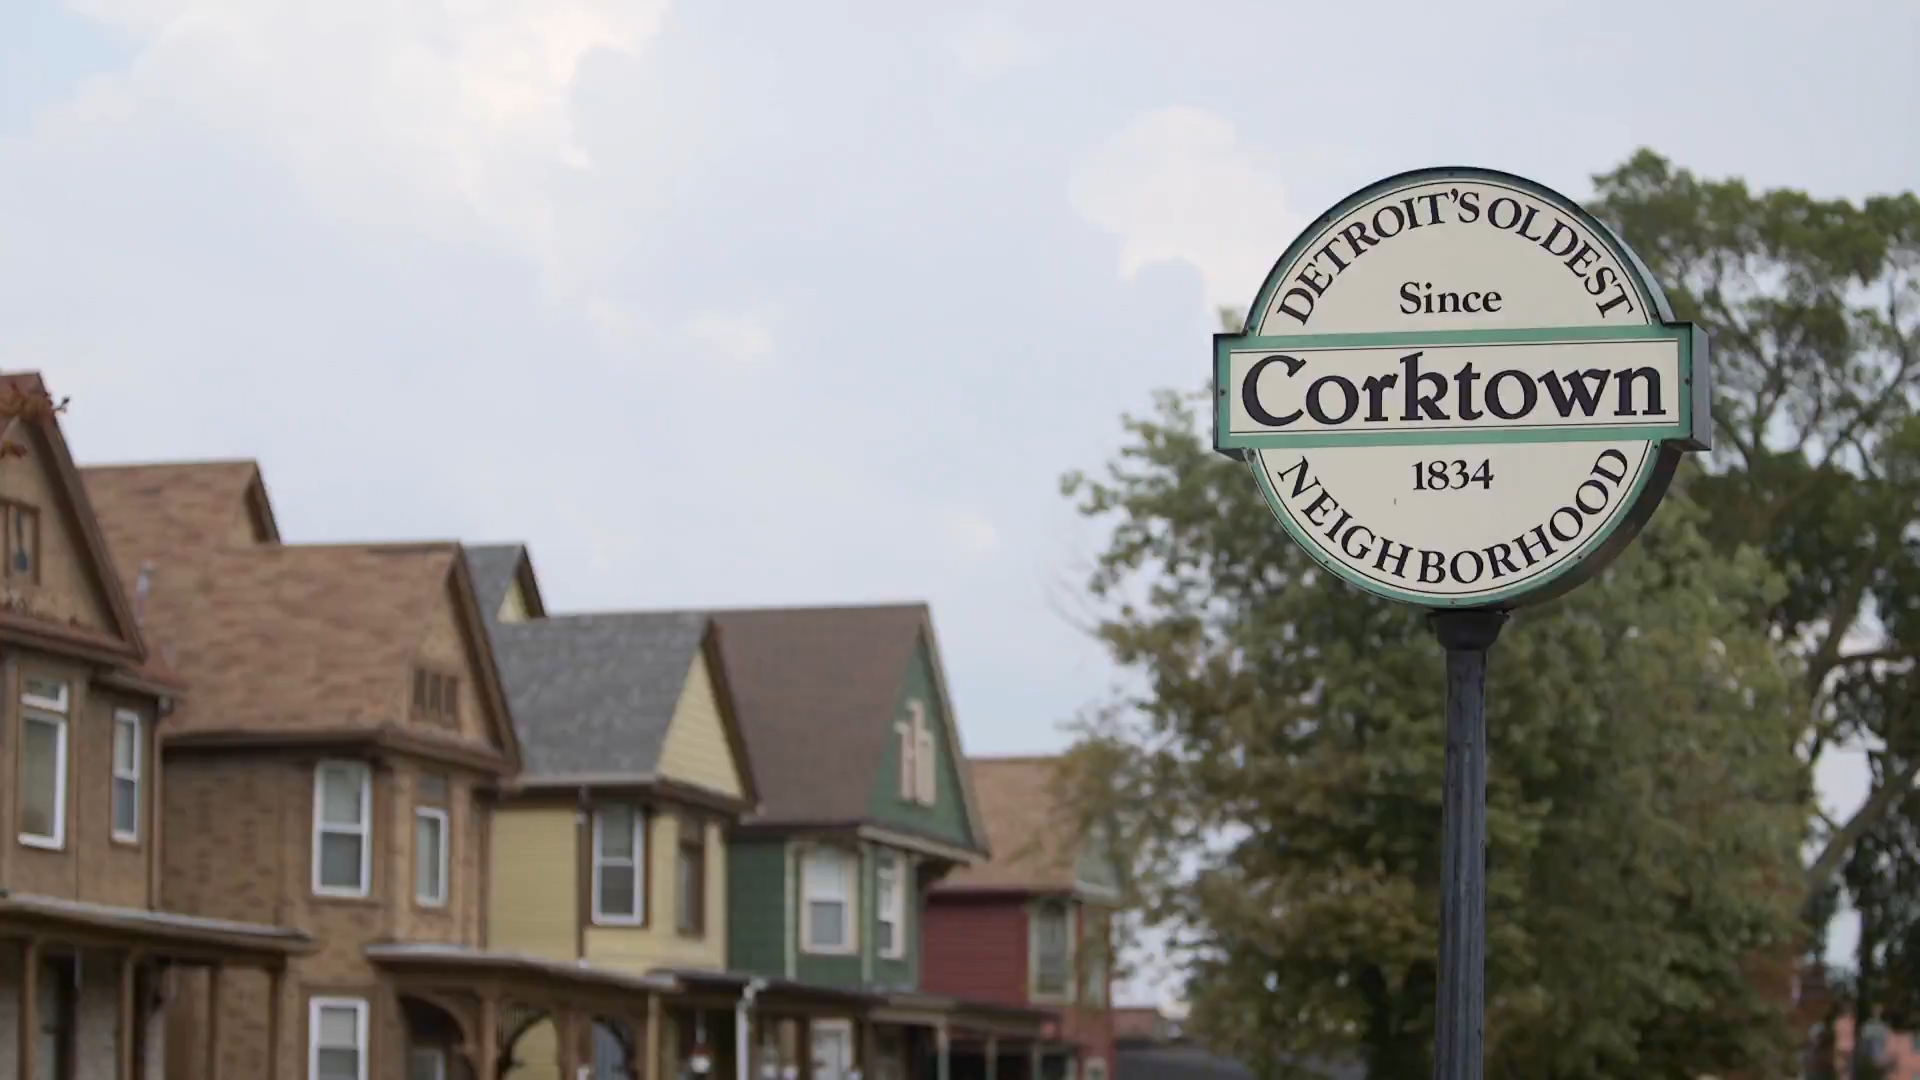 DETROIT'S OLDEST
Since
Corktown
1834
NEIGHBORHOOD